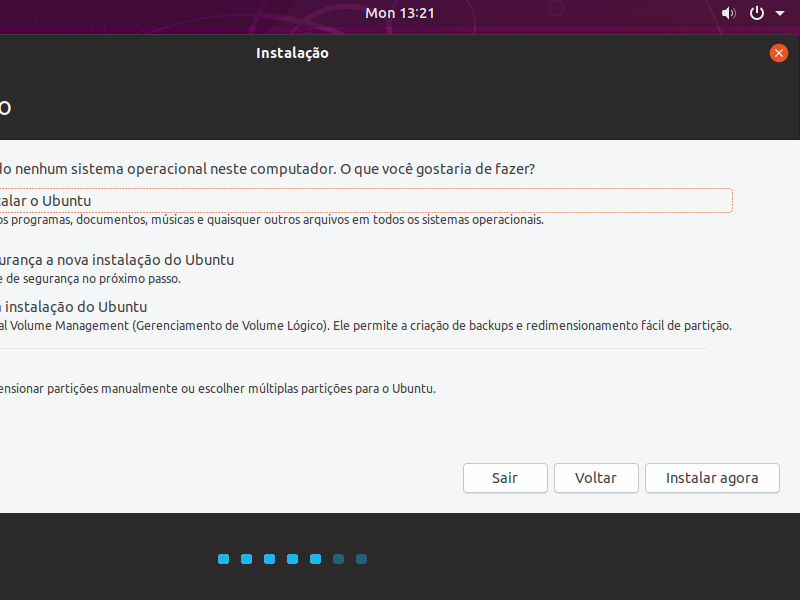 Mon 13:21
Instalação
o
do nenhum sistema operacional neste computador. O que você gostaria de fazer?
talar o Ubuntu
os programas, documentos, músicas e quaisquer outros arquivos em todos os sistemas operacionais.
urança a nova instalação do Ubuntu
e de segurança no próximo passo.
a instalação do Ubuntu
al Volume Management (Gerenciamento de Volume Lógico). Ele permite a criação de backups e redimensionamento fácil de partição.
ensionar partições manualmente ou escolher múltiplas partições para o Ubuntu.
Sair
Voltar
Instalar agora